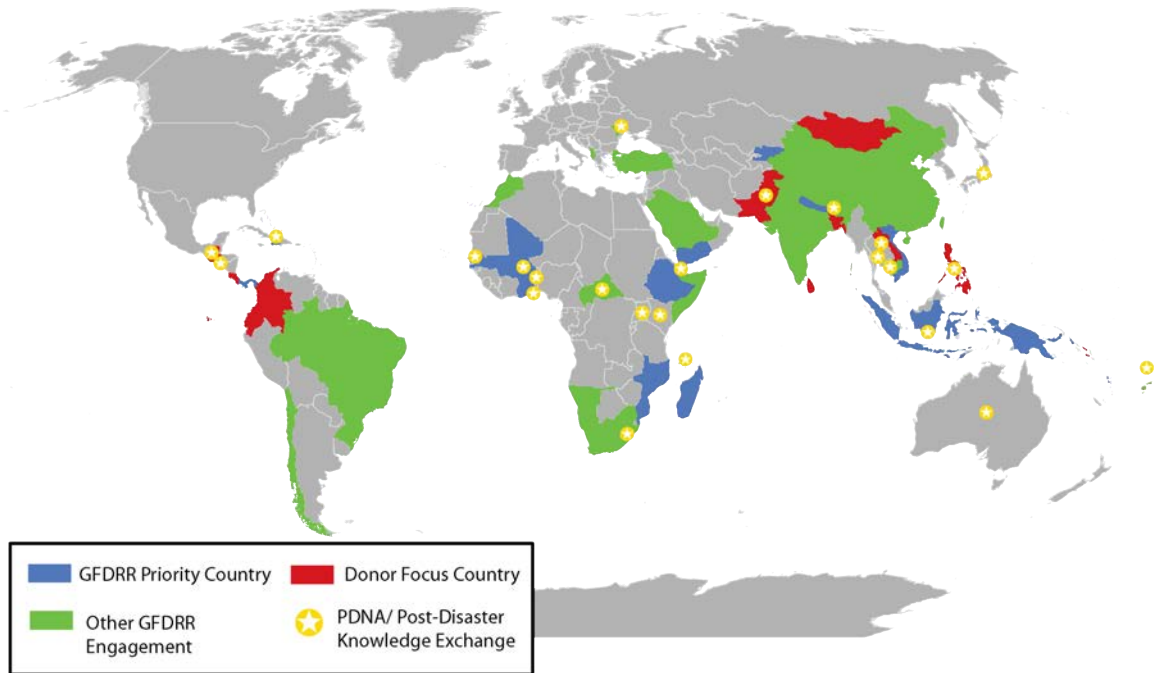 GFDRR Priority Country
Donor Focus Country
Other GFDRR
Engagement
PDNA/ Post-Disaster
Knowledge Exchange